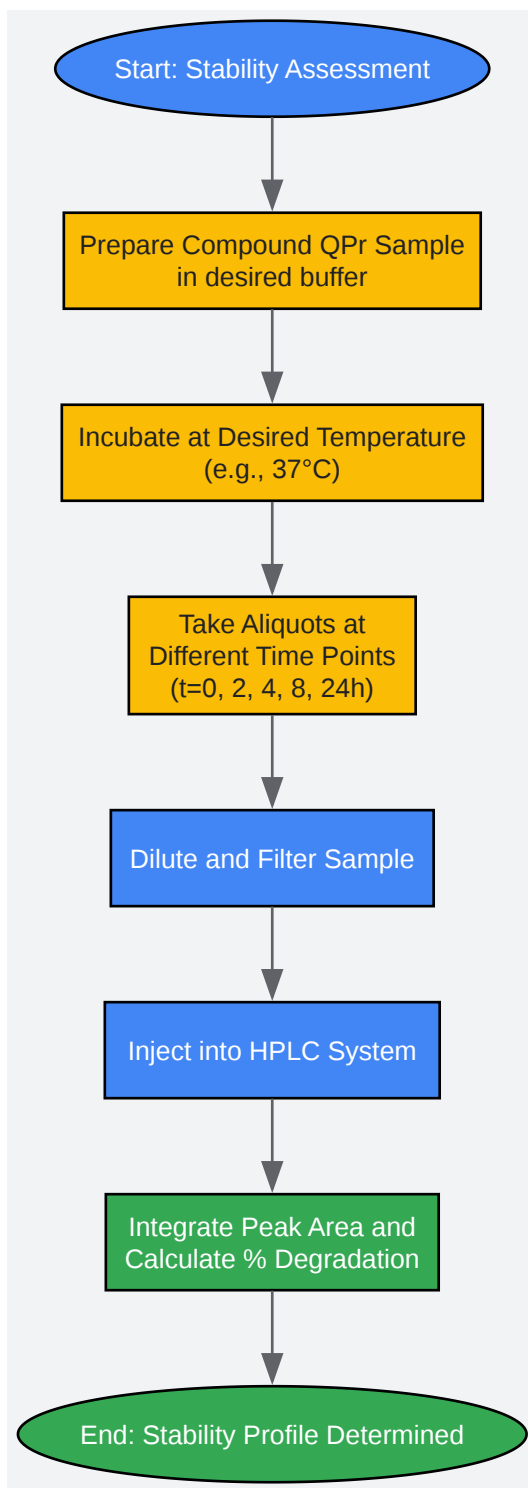 Start: Stability Assessment
Prepare Compound QPr Sample
in desired buffer
Incubate at Desired Temperature
(e.g., 37°C)
Take Aliquots at
Different Time Points
(t=0, 2, 4, 8, 24h)
Dilute and Filter Sample
Inject into HPLC System
Integrate Peak Area and
Calculate % Degradation
End: Stability Profile Determined